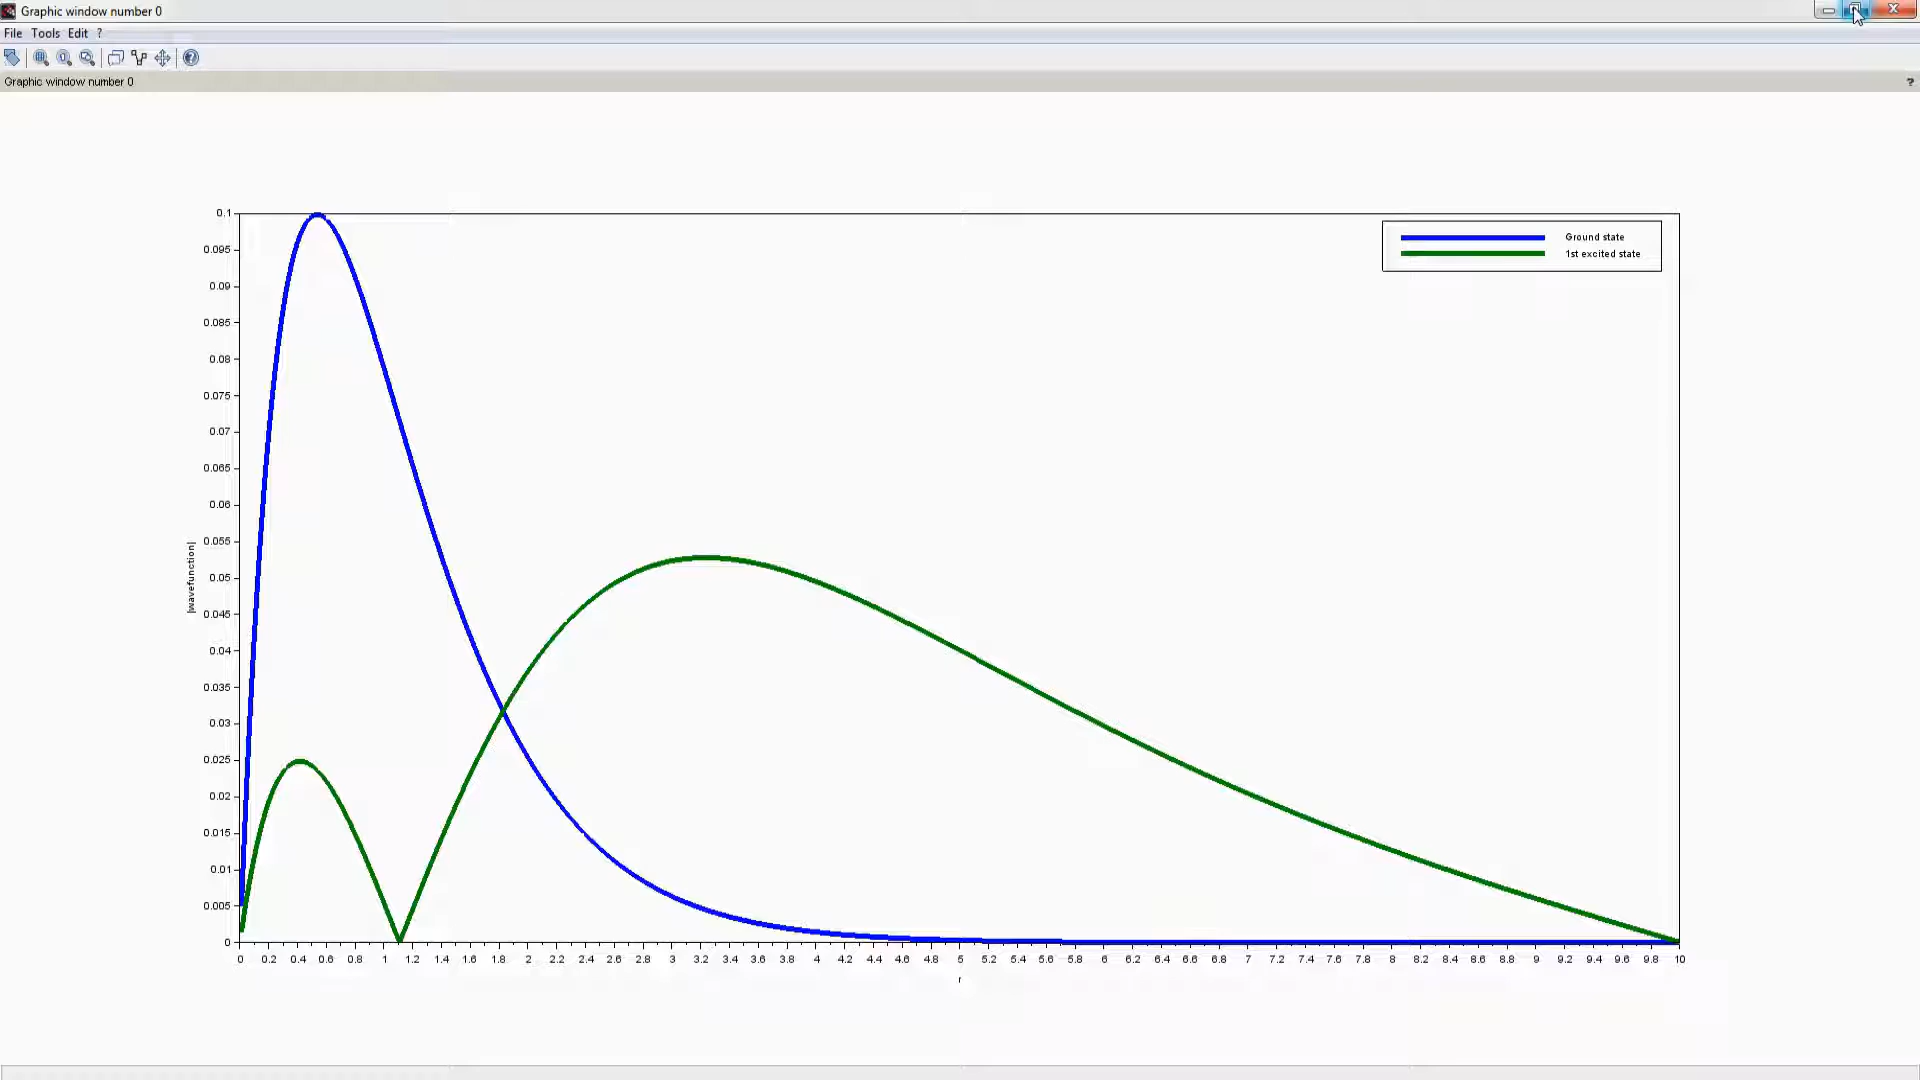 Graphic window number 0
File Tools Edit ?
Graphic window number 0 ?
0.1
0.095
0.09
0.085
0.08
0.075
0.07
0.065
0.06
0.055
0.05
0.045
0.04
0.035
0.03
0.025
0.02
0.015
0.01
0.005
0
|wavefunction|
Ground state
1st excited state
0 0.2 0.4 0.6 0.8 1 1.2 1.4 1.6 1.8 2 2.2 2.4 2.6 2.8 3 3.2 3.4 3.6 3.8 4 4.2 4.4 4.6 4.8 5 5.2 5.4 5.6 5.8 6 6.2 6.4 6.6 6.8 7 7.2 7.4 7.6 7.8 8 8.2 8.4 8.6 8.8 9 9.2 9.4 9.6 9.8 10
r